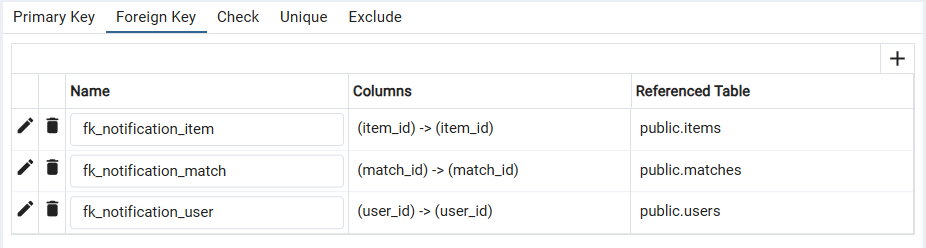 Primary Key Foreign Key Check Unique Exclude
Name Columns Referenced Table
fk_notification_item (item_id) -> (item_id) public.items
fk_notification_match (match_id) -> (match_id) public.matches
fk_notification_user (user_id) -> (user_id) public.users